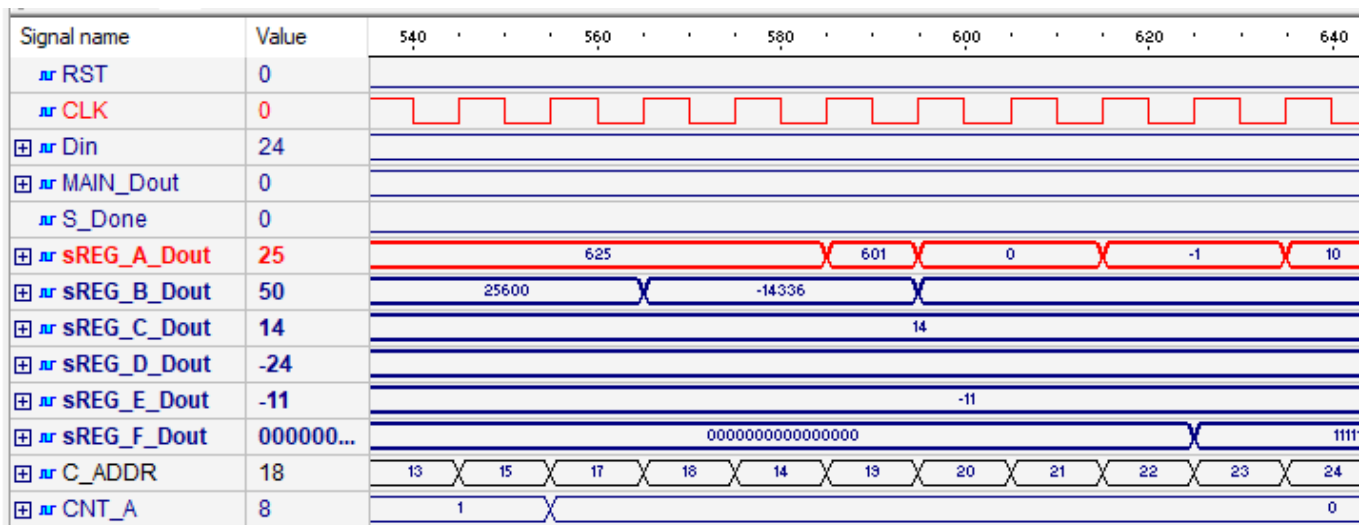 Signal name Value 540 560 580 600 620 640
RST 0
CLK 0
Din 24
MAIN_Dout 0
S_Done 0
sREG_A_Dout 25 625 601 0 -1 10
sREG_B_Dout 50 25600 -14336
sREG_C_Dout 14 14
sREG_D_Dout -24
sREG_E_Dout -11 -11
sREG_F_Dout 000000... 0000000000000000 11111
C_ADDR 18 13 15 17 18 14 19 20 21 22 23 24
CNT_A 8 1 0